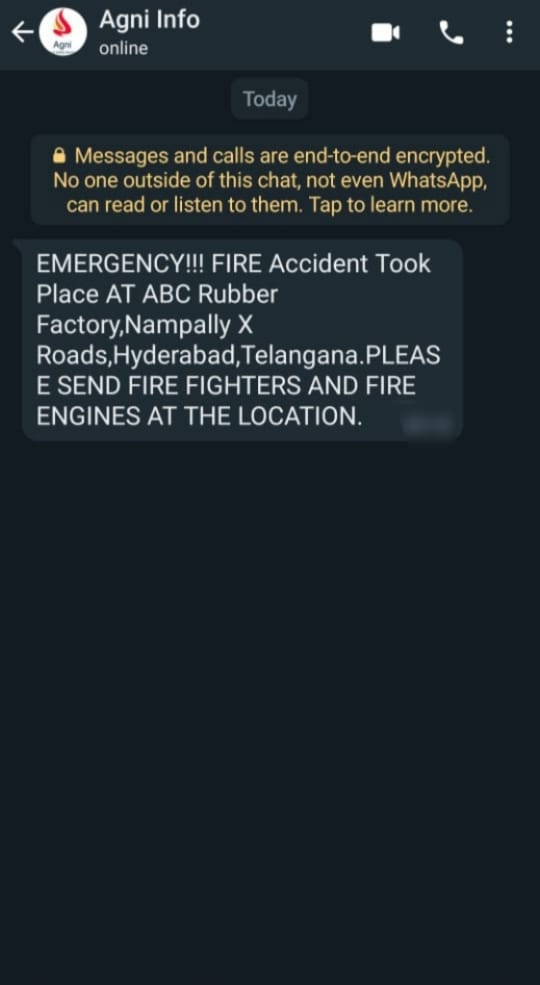 Agni Info
Agni
online
Today
Messages and calls are end-to-end encrypted.
No one outside of this chat, not even WhatsApp,
can read or listen to them. Tap to learn more.
EMERGENCY!!! FIRE Accident Took
Place AT ABC Rubber
Factory,Nampally X
Roads,Hyderabad,Telangana.PLEAS
E SEND FIRE FIGHTERS AND FIRE
ENGINES AT THE LOCATION.